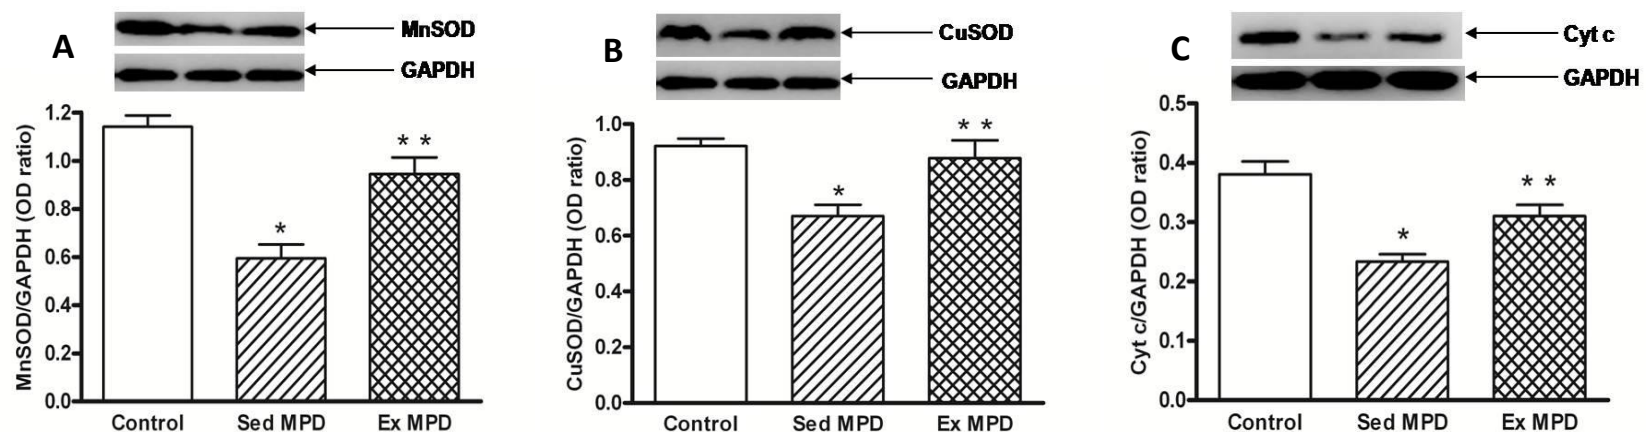 A
MnSOD
GAPDH
MnSOD/GAPDH (OD ratio)
1.2
1.0
0.8
0.6
0.4
0.2
0.0
*
* *
Control Sed MPD Ex MPD
B
CuSOD
GAPDH
CuSOD/GAPDH (OD ratio)
1.0
0.8
0.6
0.4
0.2
0.0
*
* *
Control Sed MPD Ex MPD
C
Cyt c
GAPDH
Cyt c/GAPDH (OD ratio)
0.5
0.4
0.3
0.2
0.1
0.0
*
* *
Control Sed MPD Ex MPD